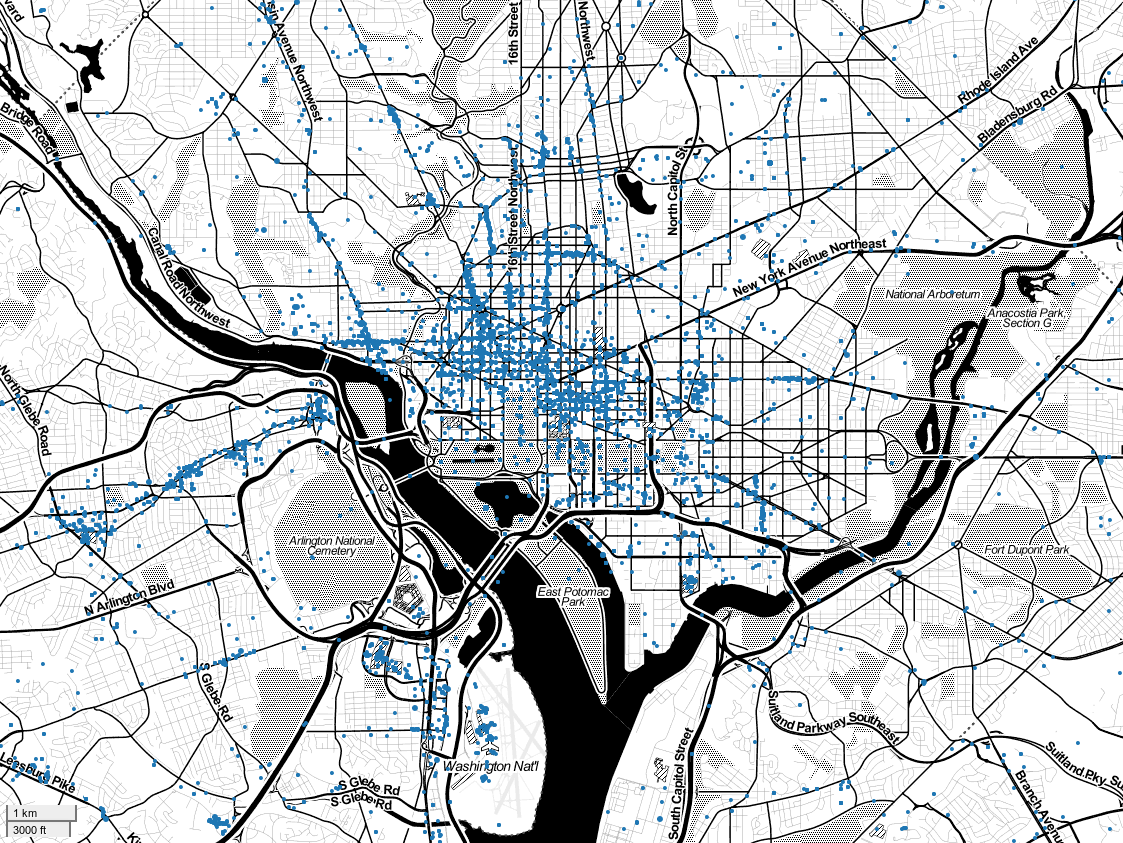 vard
sin Avenue Northwest
16th Street
Northwest
Rhode Island Ave
Bladensburg Rd
Bridge Road
North Capitol St
16th Street Northwest
Canal Road Northwest
New York Avenue Northeast
National Arboretum
Anacostia Park
Section G
North Glebe Road
Arlington National
Cemetery
Fort Dupont Park
East Potomac
Park
N Arlington Blvd
S Glebe Rd
Suitland Parkway Southeast
South Capitol Street
Washington Nat'l
Leesburg Pike
S Glebe Rd
S Glebe Rd
Suitland Pky Su
Branch Avenue
1 km
3000 ft